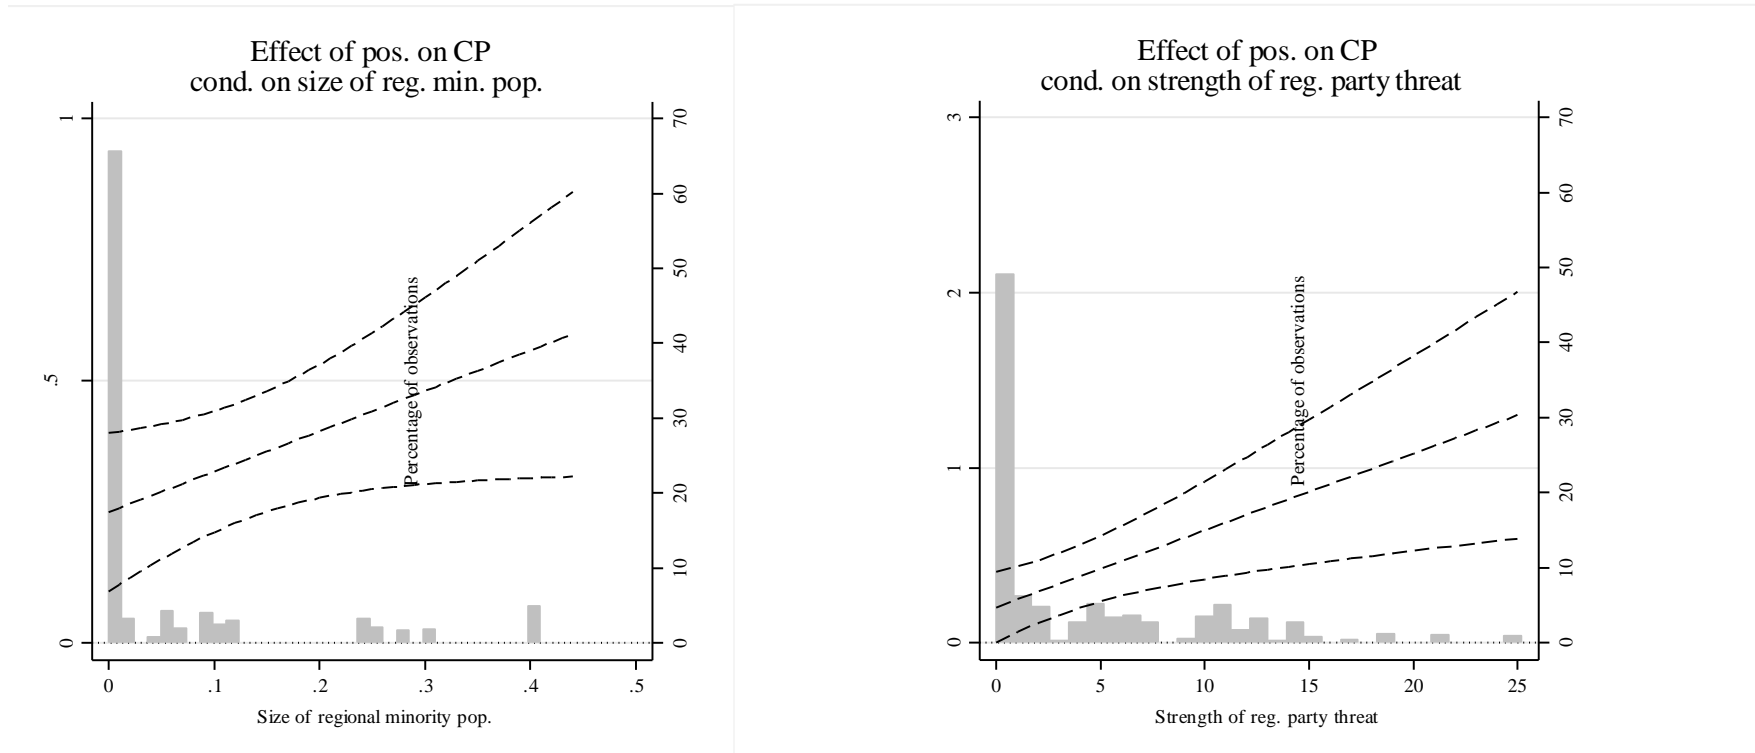 Effect of pos. on CP
cond. on size of reg. min. pop.
1
.5
0
70
60
50
40
30
20
10
0
Percentage of observations
0 .1 .2 .3 .4 .5
Size of regional minority pop.
Effect of pos. on CP
cond. on strength of reg. party threat
3
2
1
0
70
60
50
40
30
20
10
0
Percentage of observations
0 5 10 15 20 25
Strength of reg. party threat